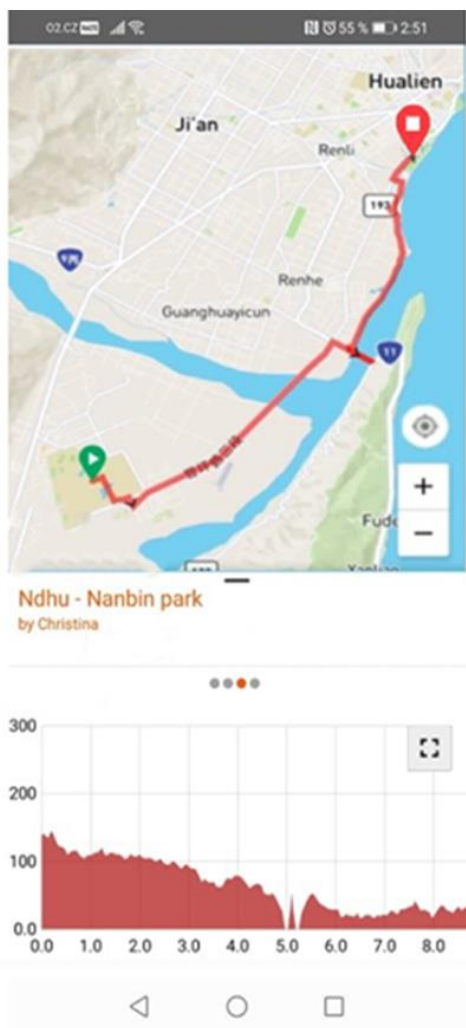 O2.CZ
55 %
2:51
Hualien
Ji'an
Renli
193
Renhe
Guanghuayicun
11
+
Fude
−
Ndhu - Nanbin park
by Christina
300
200
100
0.0
0.0 1.0 2.0 3.0 4.0 5.0 6.0 7.0 8.0